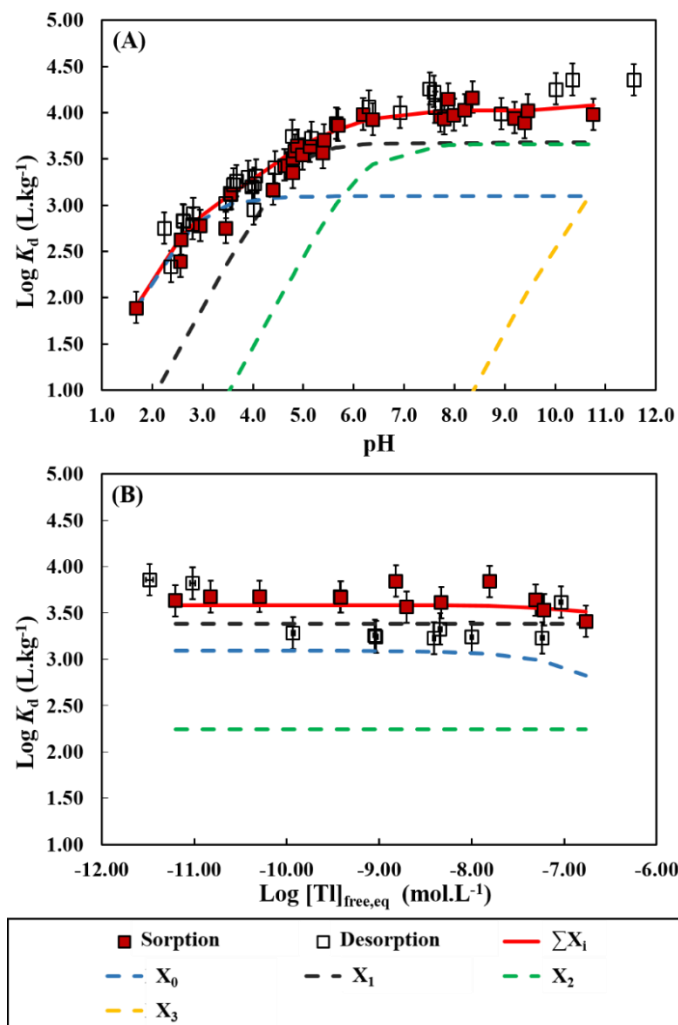 (A)
5.00
4.50
4.00
3.50
3.00
2.50
2.00
1.50
1.00
Log Kd (L.kg-1)
1.0 2.0 3.0 4.0 5.0 6.0 7.0 8.0 9.0 10.0 11.0 12.0
pH
(B)
5.00
4.50
4.00
3.50
3.00
2.50
2.00
1.50
1.00
Log Kd (L.kg-1)
-12.00 -11.00 -10.00 -9.00 -8.00 -7.00 -6.00
Log [Tl]free,eq (mol.L-1)
Sorption Desorption ∑Xi
X0 X1 X2
X3